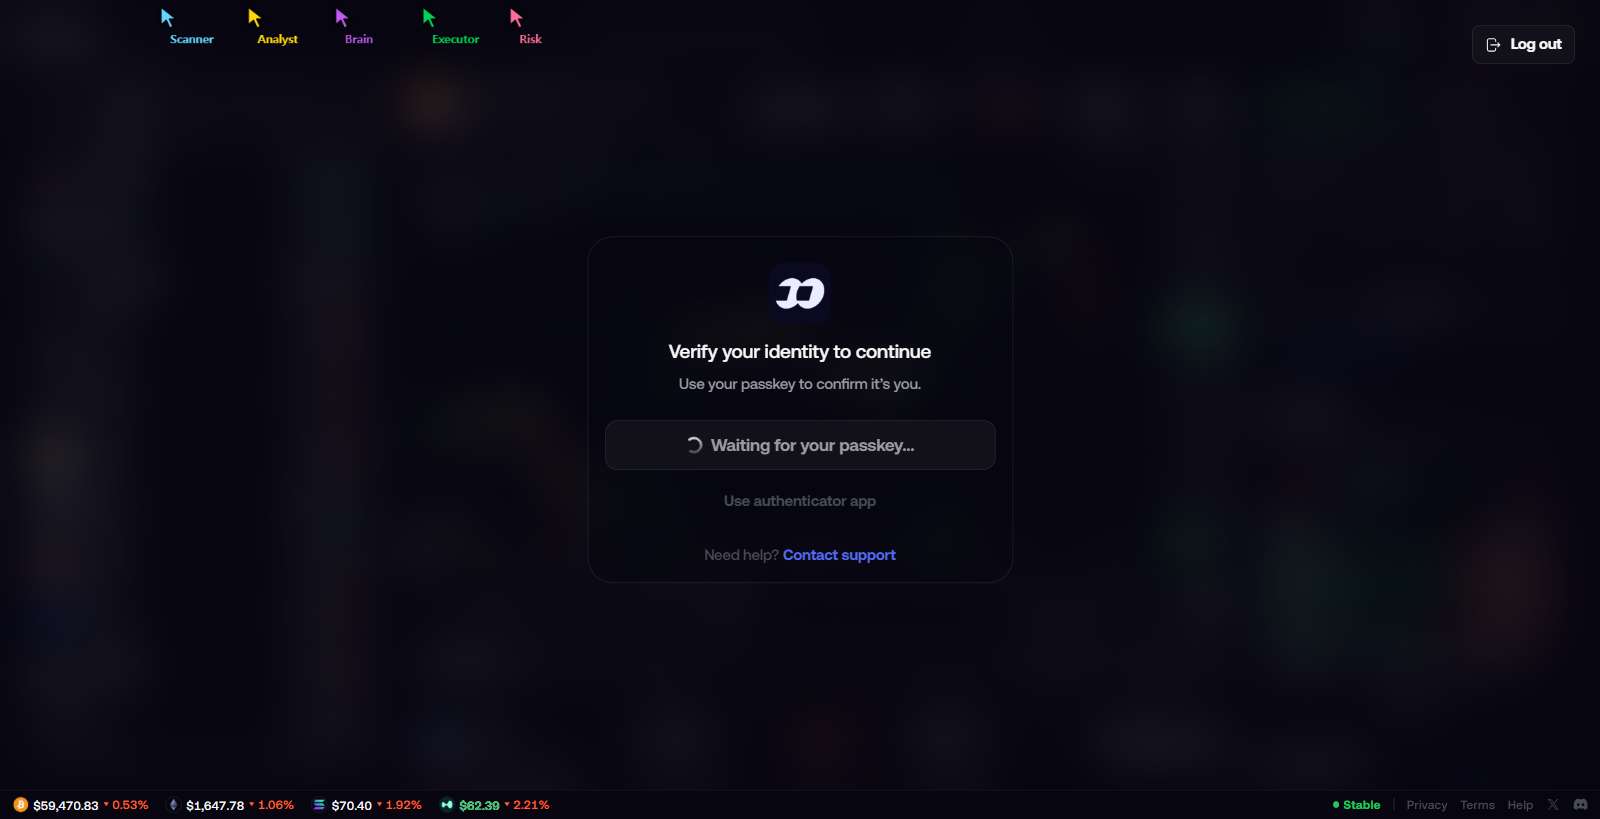 Scanner Analyst Brain Executor Risk
Log out
Verify your identity to continue
Use your passkey to confirm it's you.
Waiting for your passkey...
Use authenticator app
Need help? Contact support
$59,470.83 0.53% $1,647.78 1.06% $70.40 1.92% $62.39 2.21% Stable Privacy Terms Help